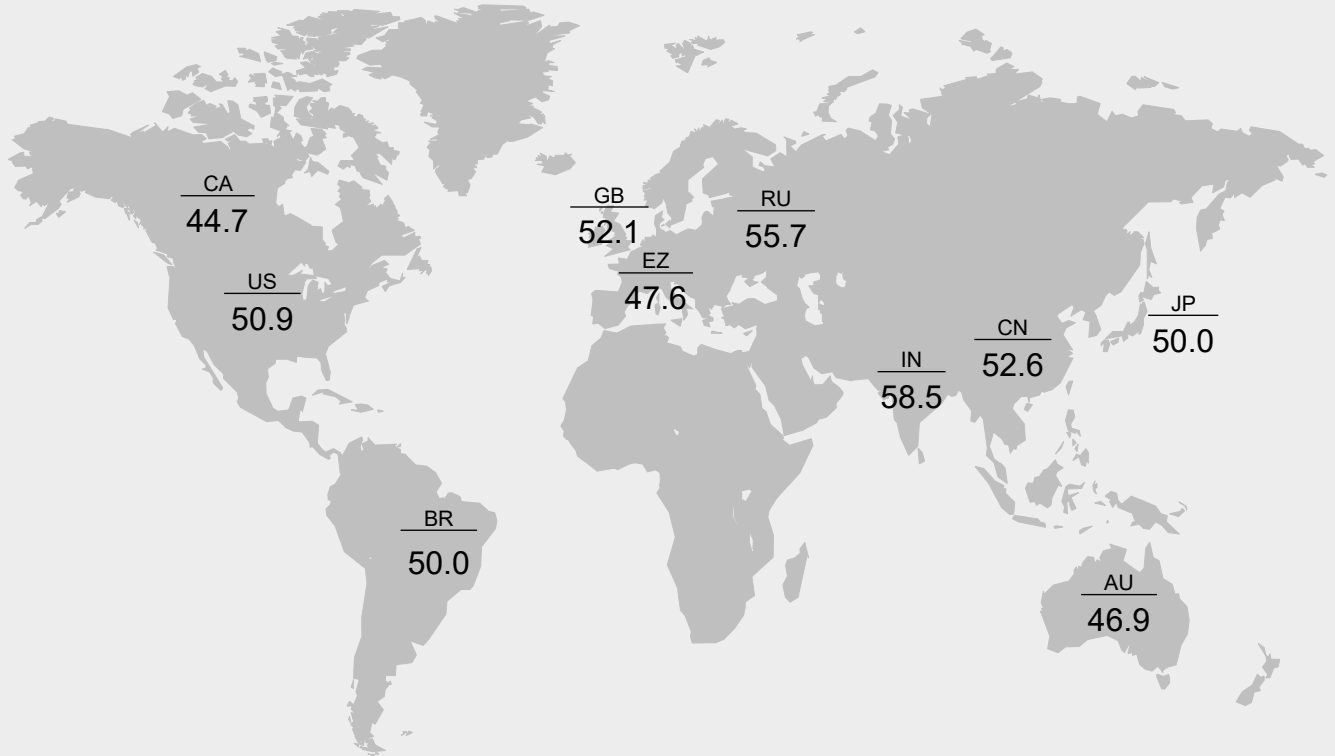 CA
44.7
GB
52.1
RU
55.7
EZ
47.6
US
50.9
JP
50.0
CN
52.6
IN
58.5
BR
50.0
AU
46.9